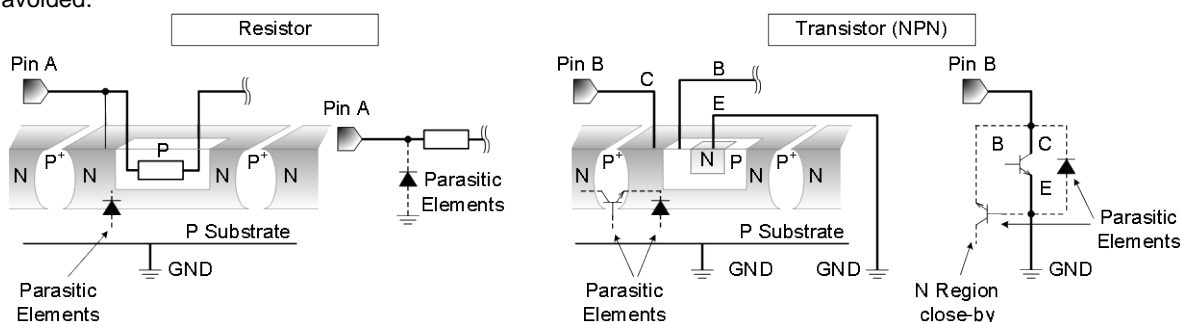 avoided.
Resistor
Transistor (NPN)
Pin A
Pin A
P
N
P+
N
N
P+
N
Parasitic
Elements
P Substrate
GND
Parasitic
Elements
Pin B
C
B
E
N
P+
N
N
P
N
P+
N
P Substrate
GND
GND
Parasitic
Elements
Pin B
B
C
E
Parasitic
Elements
GND
N Region
close-by